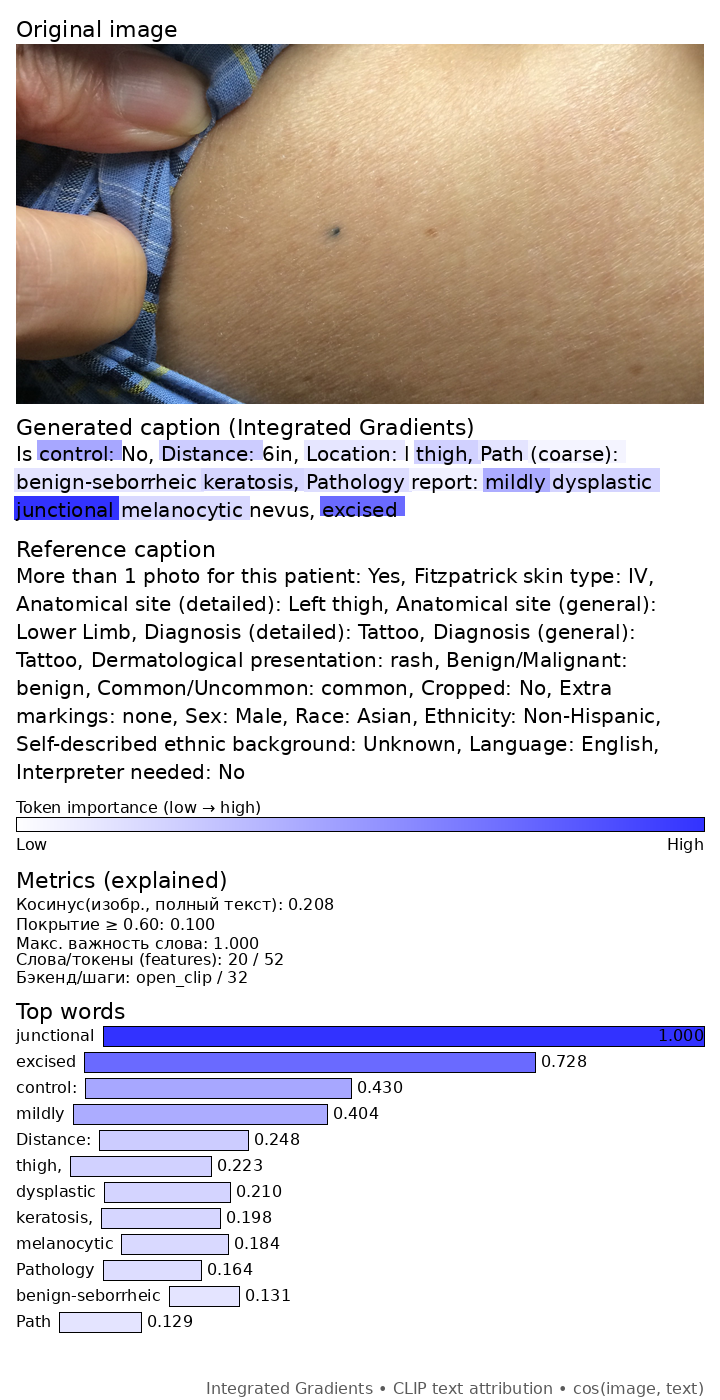 Original image
Generated caption (Integrated Gradients)
Is control: No, Distance: 6in, Location: l thigh, Path (coarse):
benign-seborrheic keratosis, Pathology report: mildly dysplastic
junctional melanocytic nevus, excised
Reference caption
More than 1 photo for this patient: Yes, Fitzpatrick skin type: IV,
Anatomical site (detailed): Left thigh, Anatomical site (general):
Lower Limb, Diagnosis (detailed): Tattoo, Diagnosis (general):
Tattoo, Dermatological presentation: rash, Benign/Malignant:
benign, Common/Uncommon: common, Cropped: No, Extra
markings: none, Sex: Male, Race: Asian, Ethnicity: Non-Hispanic,
Self-described ethnic background: Unknown, Language: English,
Interpreter needed: No
Token importance (low → high)
Low High
Metrics (explained)
Косинус(изобр., полный текст): 0.208
Покрытие ≥ 0.60: 0.100
Макс. важность слова: 1.000
Слова/токены (features): 20 / 52
Бэкенд/шаги: open_clip / 32
Top words
junctional 1.000
excised 0.728
control: 0.430
mildly 0.404
Distance: 0.248
thigh, 0.223
dysplastic 0.210
keratosis, 0.198
melanocytic 0.184
Pathology 0.164
benign-seborrheic 0.131
Path 0.129
Integrated Gradients • CLIP text attribution • cos(image, text)